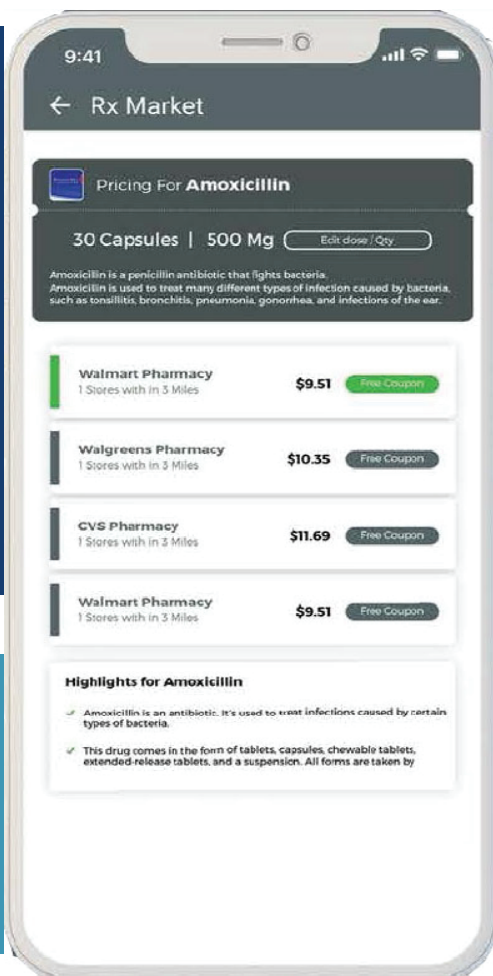 9:41
Rx Market
Pricing For Amoxicillin
30 Capsules | 500 Mg
Edit dose / Qty
Amoxicillin is a penicillin antibiotic that fights bacteria.
Amoxicillin is used to treat many different types of infection caused by bacteria,
such as tonsillitis, bronchitis, pneumonia, gonorrhea, and infections of the ear.
Walmart Pharmacy
1 Stores with in 3 Miles
$9.51
Free Coupon
Walgreens Pharmacy
1 Stores with in 3 Miles
$10.35
Free Coupon
CVS Pharmacy
1 Stores with in 3 Miles
$11.69
Free Coupon
Walmart Pharmacy
1 Stores with in 3 Miles
$9.51
Free Coupon
Highlights for Amoxicillin
Amoxicillin is an antibiotic. It's used to treat infections caused by certain
types of bacteria.
This drug comes in the form of tablets, capsules, chewable tablets,
extended-release tablets, and a suspension. All forms are taken by